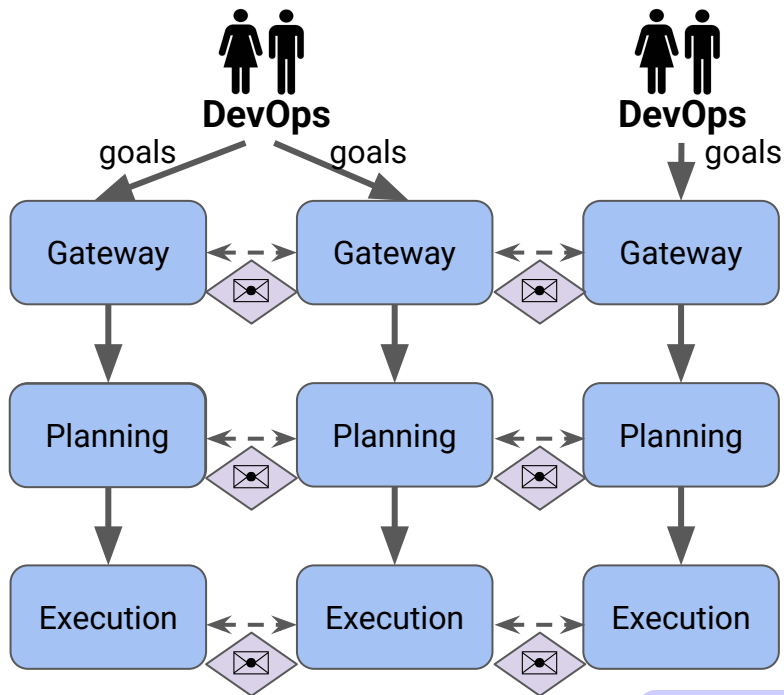 DevOps
DevOps
goals
goals
goals
Gateway
Gateway
Gateway
Planning
Planning
Planning
Execution
Execution
Execution